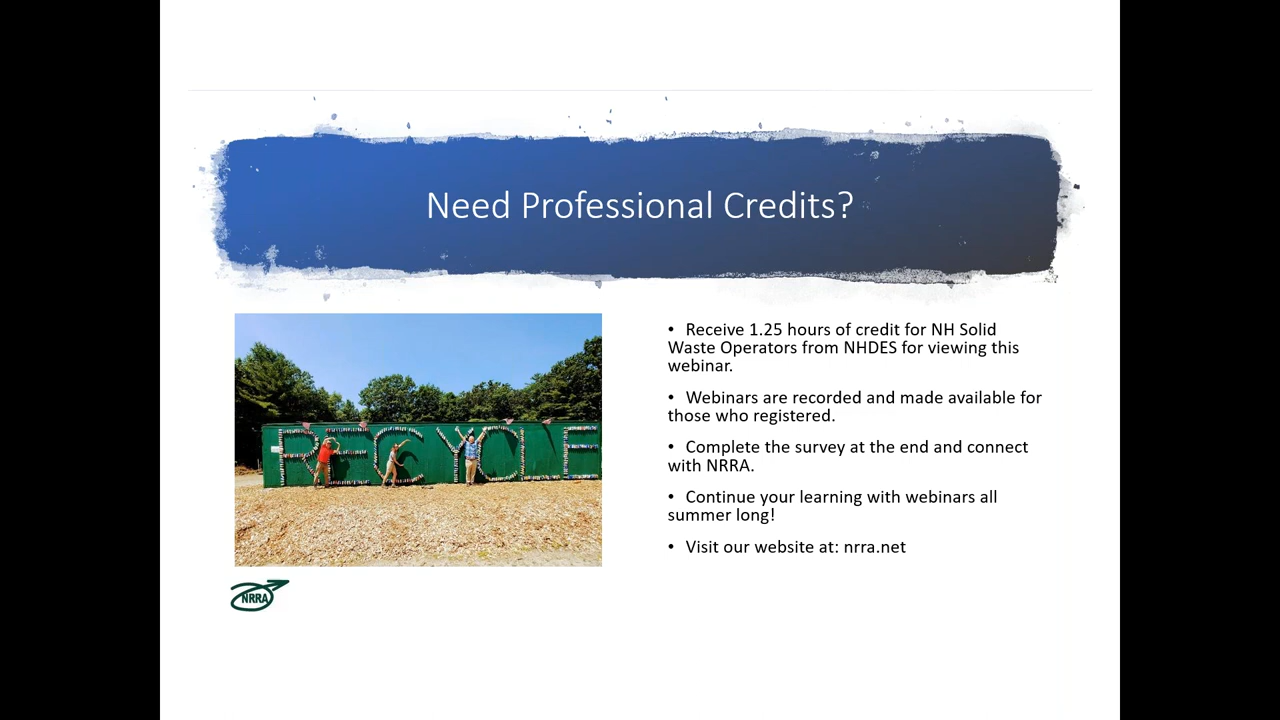 Need Professional Credits?
RECYCLE
• Receive 1.25 hours of credit for NH Solid
Waste Operators from NHDES for viewing this
webinar.
• Webinars are recorded and made available for
those who registered.
• Complete the survey at the end and connect
with NRRA.
• Continue your learning with webinars all
summer long!
• Visit our website at: nrra.net
NRRA